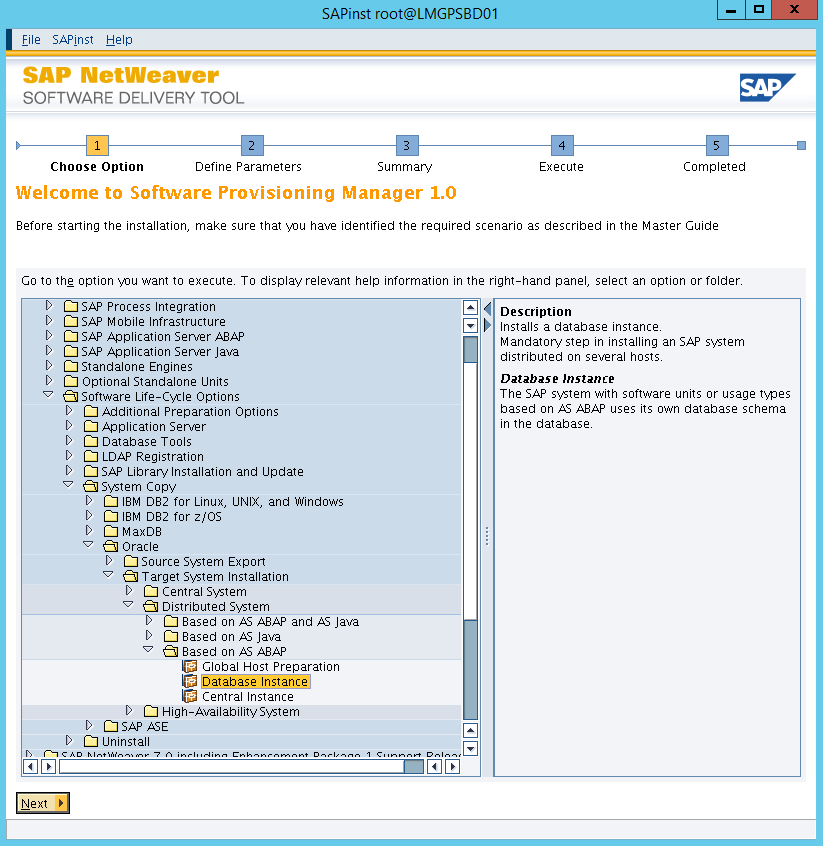 SAPinst root@LMGPSBD01
File SAPinst Help
SAP NetWeaver
SOFTWARE DELIVERY TOOL
SAP
1 2 3 4 5
Choose Option Define Parameters Summary Execute Completed
Welcome to Software Provisioning Manager 1.0
Before starting the installation, make sure that you have identified the required scenario as described in the Master Guide
Go to the option you want to execute. To display relevant help information in the right-hand panel, select an option or folder.
SAP Process Integration
SAP Mobile Infrastructure
SAP Application Server ABAP
SAP Application Server Java
Standalone Engines
Optional Standalone Units
Software Life-Cycle Options
Additional Preparation Options
Application Server
Database Tools
LDAP Registration
SAP Library Installation and Update
System Copy
IBM DB2 for Linux, UNIX, and Windows
IBM DB2 for z/OS
MaxDB
Oracle
Source System Export
Target System Installation
Central System
Distributed System
Based on AS ABAP and AS Java
Based on AS Java
Based on AS ABAP
Global Host Preparation
Database Instance
Central Instance
High-Availability System
SAP ASE
Uninstall
SAP NetWeaver 7.0 including Enhancement Package 1 Support Relea
Description
Installs a database instance.
Mandatory step in installing an SAP system
distributed on several hosts.
Database Instance
The SAP system with software units or usage types
based on AS ABAP uses its own database schema
in the database.
Next